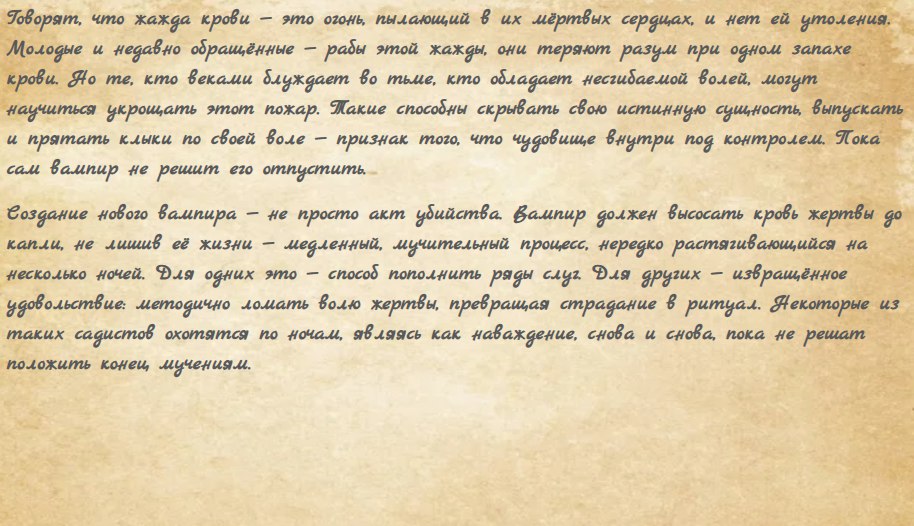 Говорят, что жажда крови – это огонь, пылающий в их мёртвых сердцах, и нет ей утоления.
Молодые и недавно обращённые – рабы этой жажды, они теряют разум при одном запахе
крови. Но те, кто веками блуждает во тьме, кто обладает несгибаемой волей, могут
научиться укрощать этот пожар. Такие способны скрывать свою истинную сущность, выпускать
и прятать клыки по своей воле – признак того, что чудовище внутри под контролем. Пока
сам вампир не решит его отпустить.
Создание нового вампира – не просто акт убийства. Вампир должен высосать кровь жертвы до
капли, не лишив её жизни – медленный, мучительный процесс, нередко растягивающийся на
несколько ночей. Для одних это – способ пополнить ряды слуг. Для других – извращённое
удовольствие: методично ломать волю жертвы, превращая страдание в ритуал. Некоторые из
таких садистов охотятся по ночам, являясь как наваждение, снова и снова, пока не решат
положить конец мучениям.